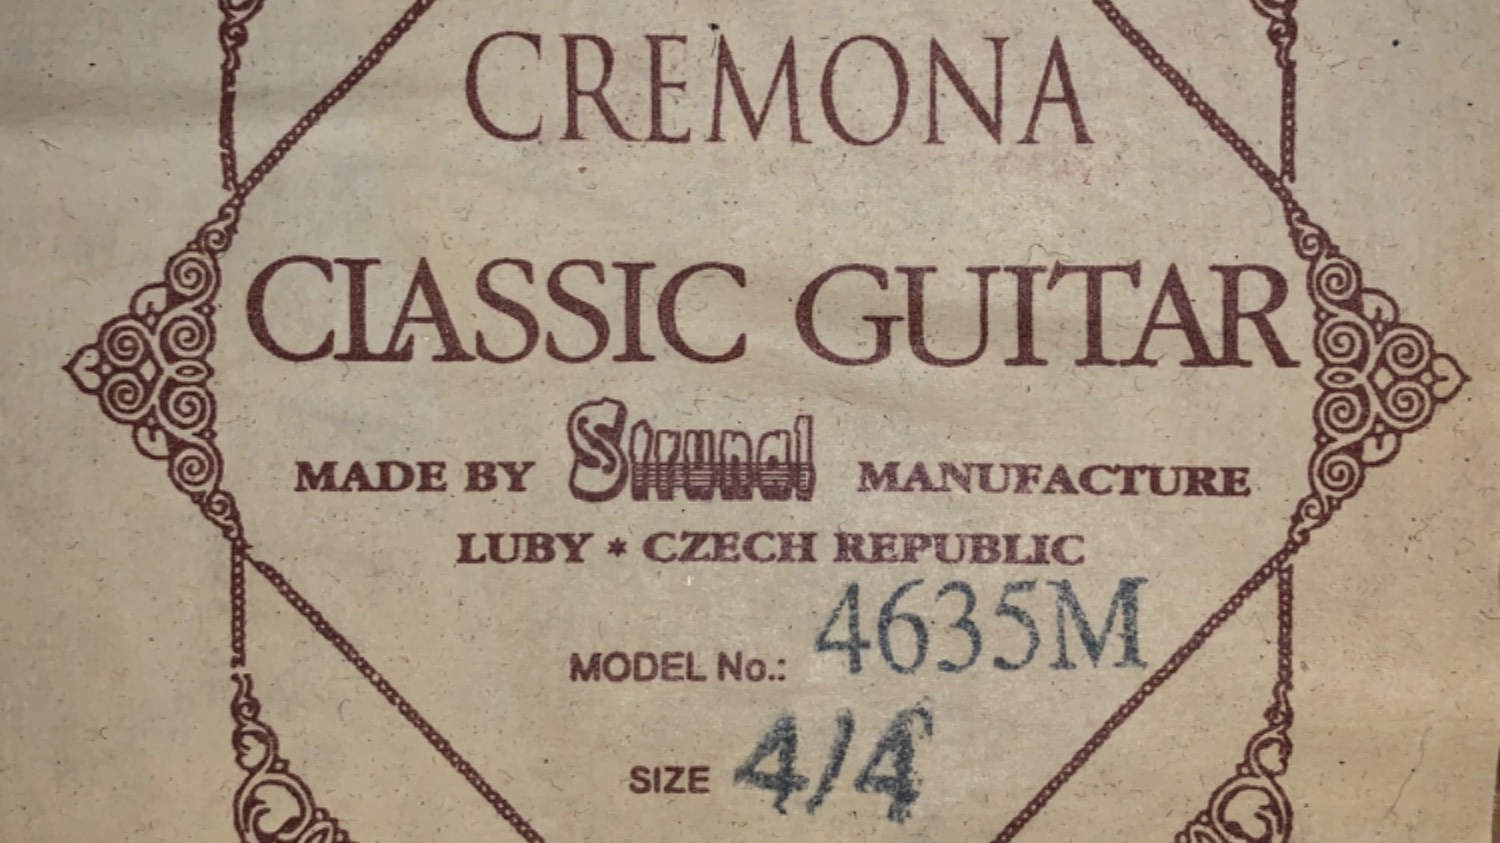 CREMONA
CLASSIC GUITAR
MADE BY Strunal MANUFACTURE
LUBY * CZECH REPUBLIC
MODEL No.: 4635M
SIZE 4/4